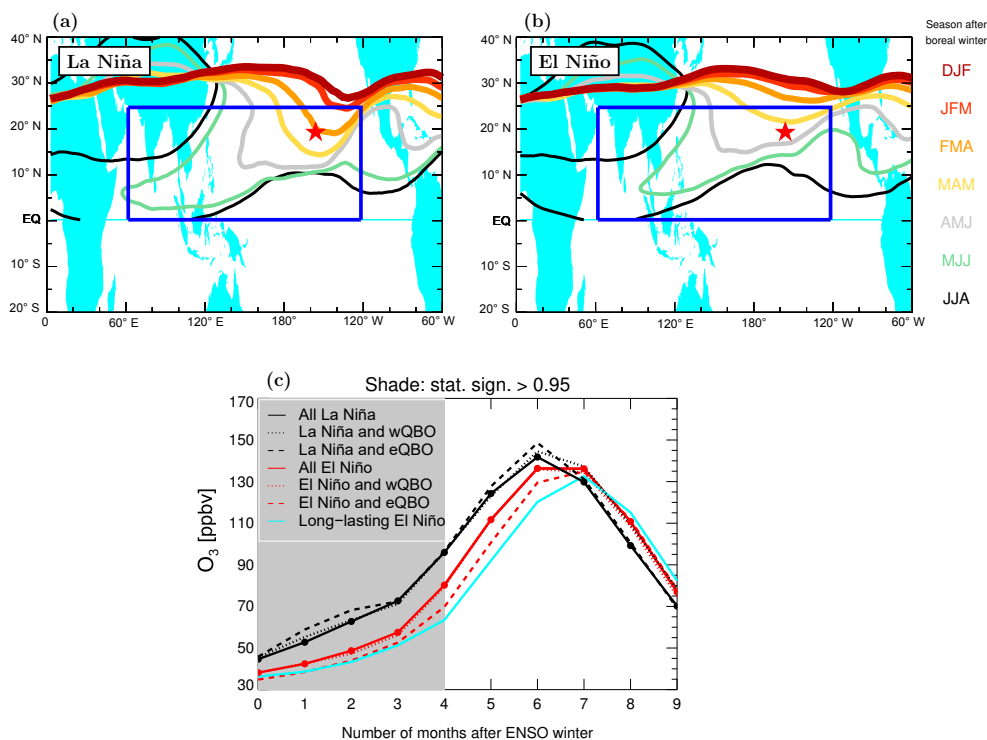 (a)
(b)
Season after
boreal winter
La Niña
El Niño
40° N
30° N
20° N
10° N
EQ
10° S
20° S
0
60° E
120° E
180° W
120° W
60° W
40° N
30° N
20° N
10° N
EQ
10° S
20° S
0
60° E
120° E
180° W
120° W
60° W
DJF
JFM
FMA
MAM
AMJ
MJJ
JJA
(c)
Shade: stat. sign. > 0.95
All La Niña
La Niña and wQBO
La Niña and eQBO
All El Niño
El Niño and wQBO
El Niño and eQBO
Long-lasting El Niño
O3 [ppbv]
170
150
130
110
90
70
50
30
0 1 2 3 4 5 6 7 8 9
Number of months after ENSO winter